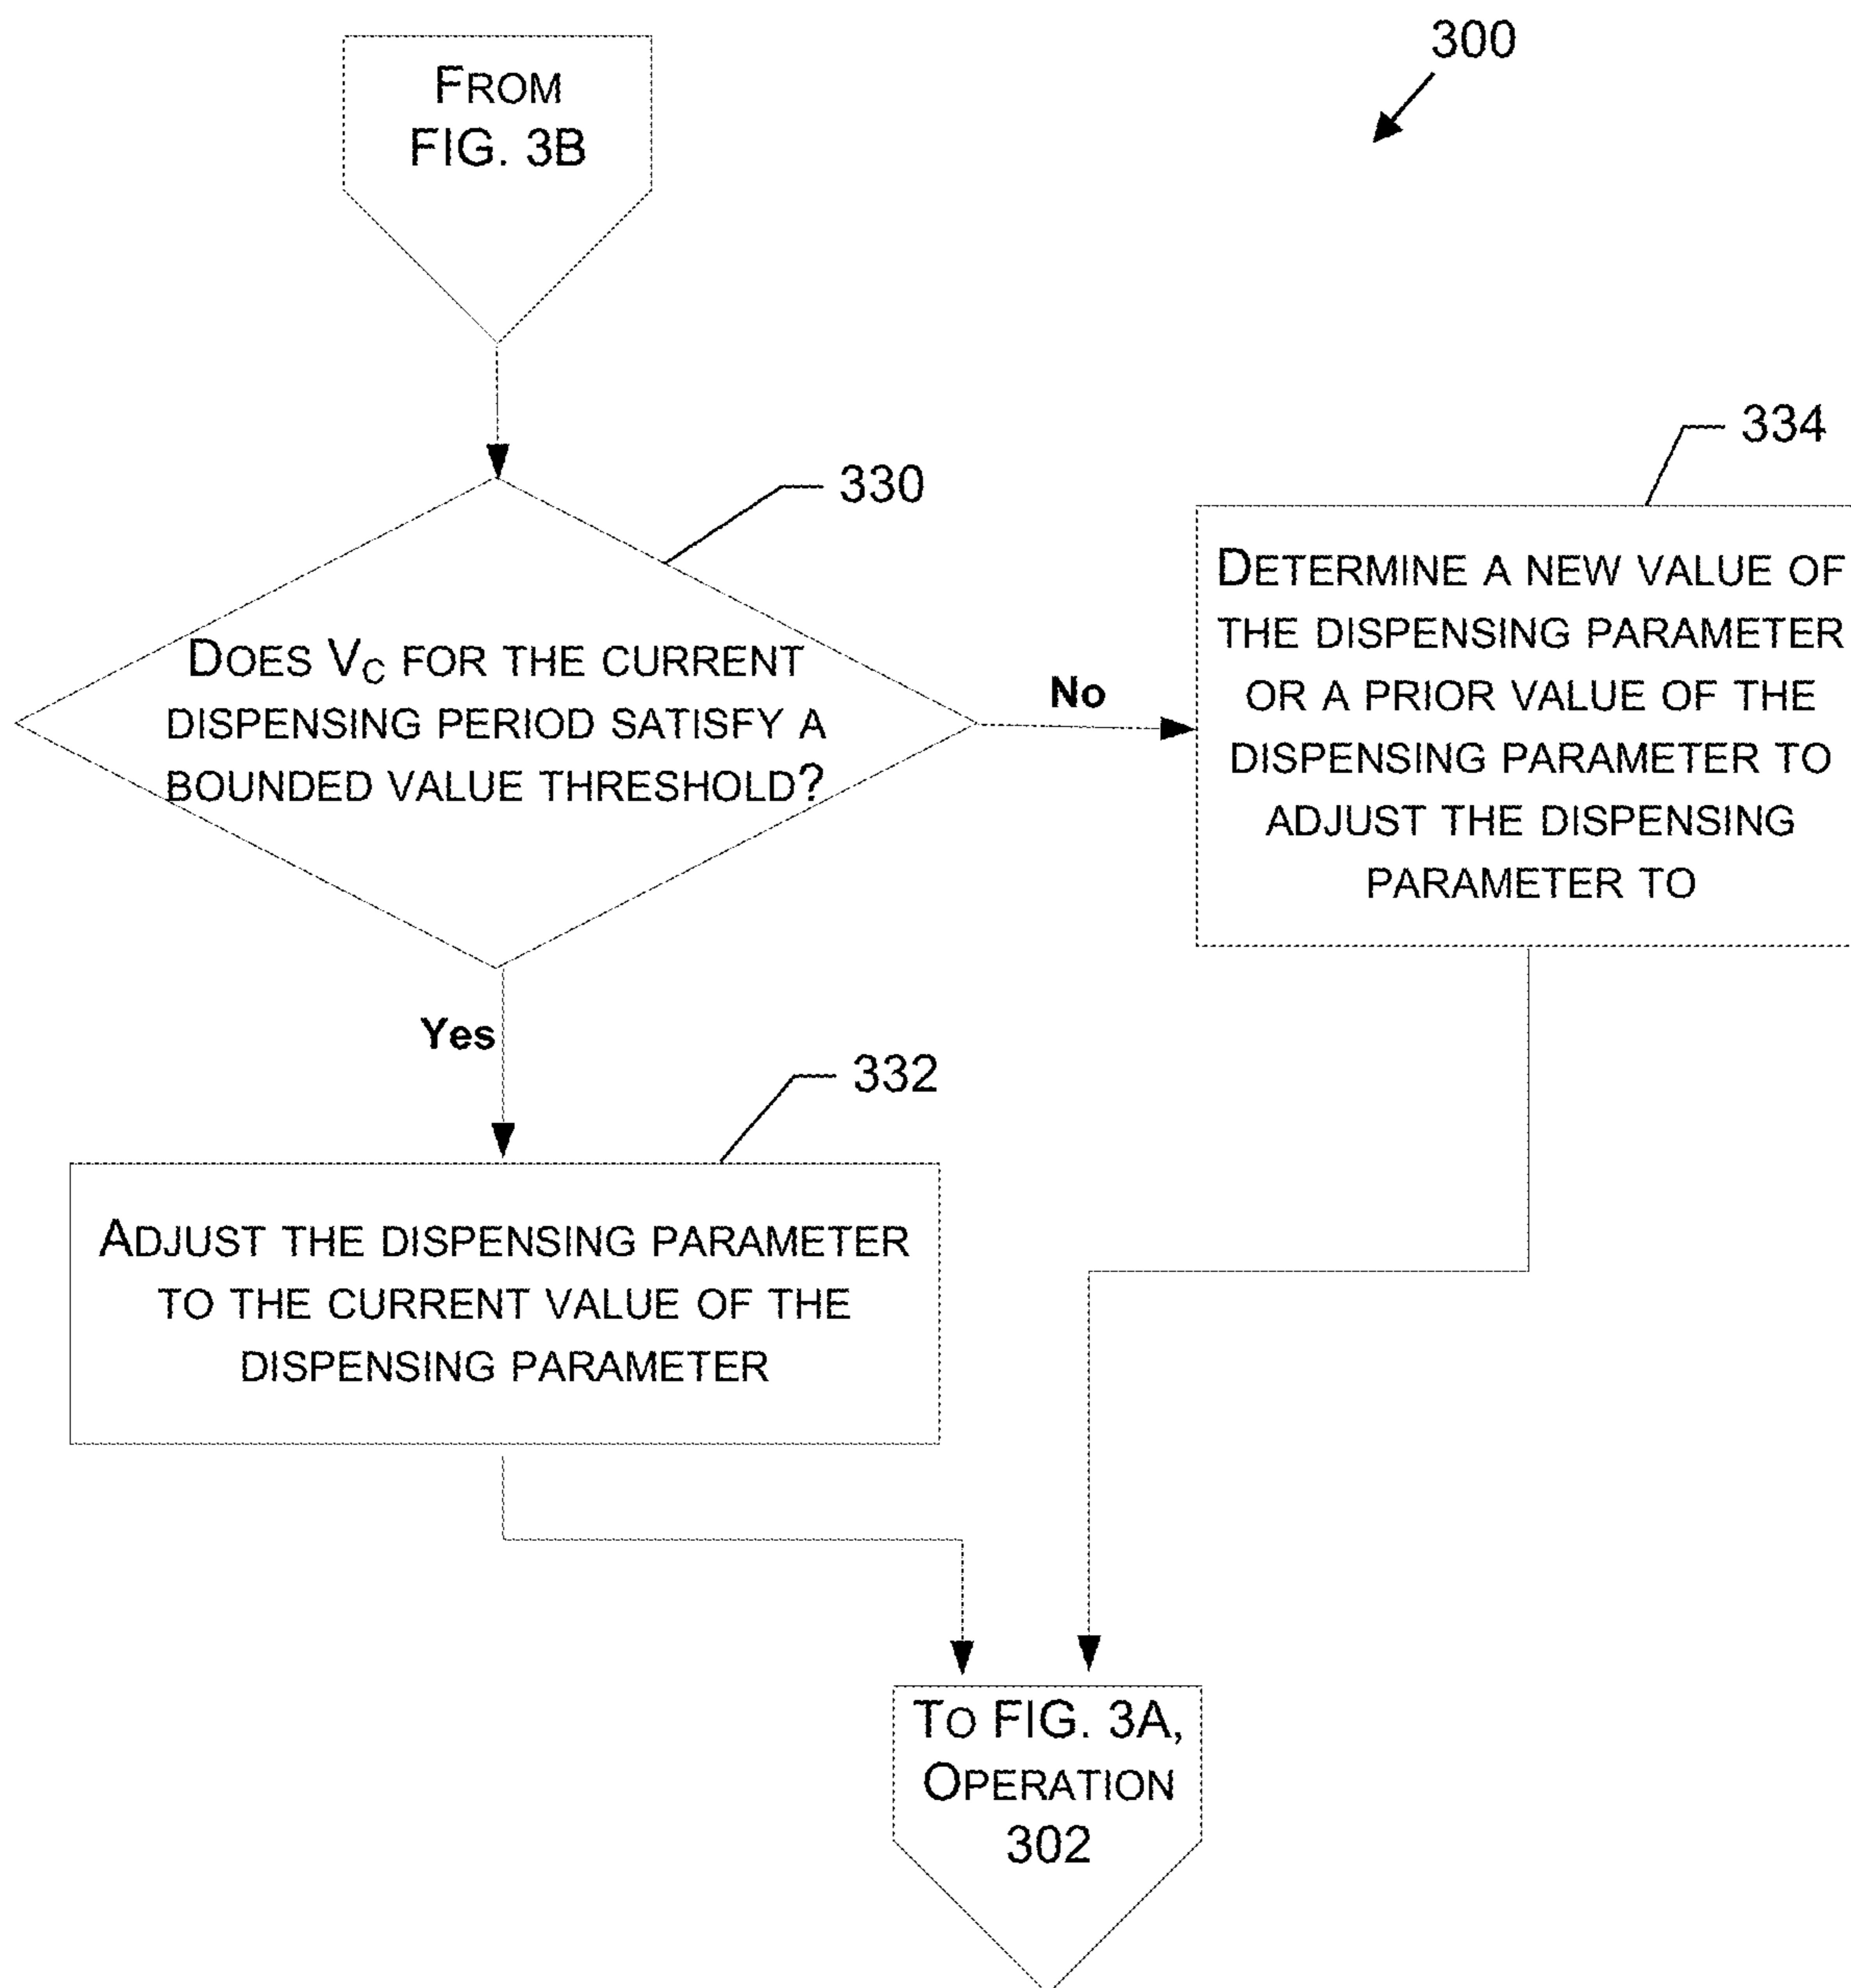 300
FROM
FIG. 3B
330
DOES VC FOR THE CURRENT
DISPENSING PERIOD SATISFY A
BOUNDED VALUE THRESHOLD?
No
334
DETERMINE A NEW VALUE OF
THE DISPENSING PARAMETER
OR A PRIOR VALUE OF THE
DISPENSING PARAMETER TO
ADJUST THE DISPENSING
PARAMETER TO
Yes
332
ADJUST THE DISPENSING PARAMETER
TO THE CURRENT VALUE OF THE
DISPENSING PARAMETER
TO FIG. 3A,
OPERATION
302